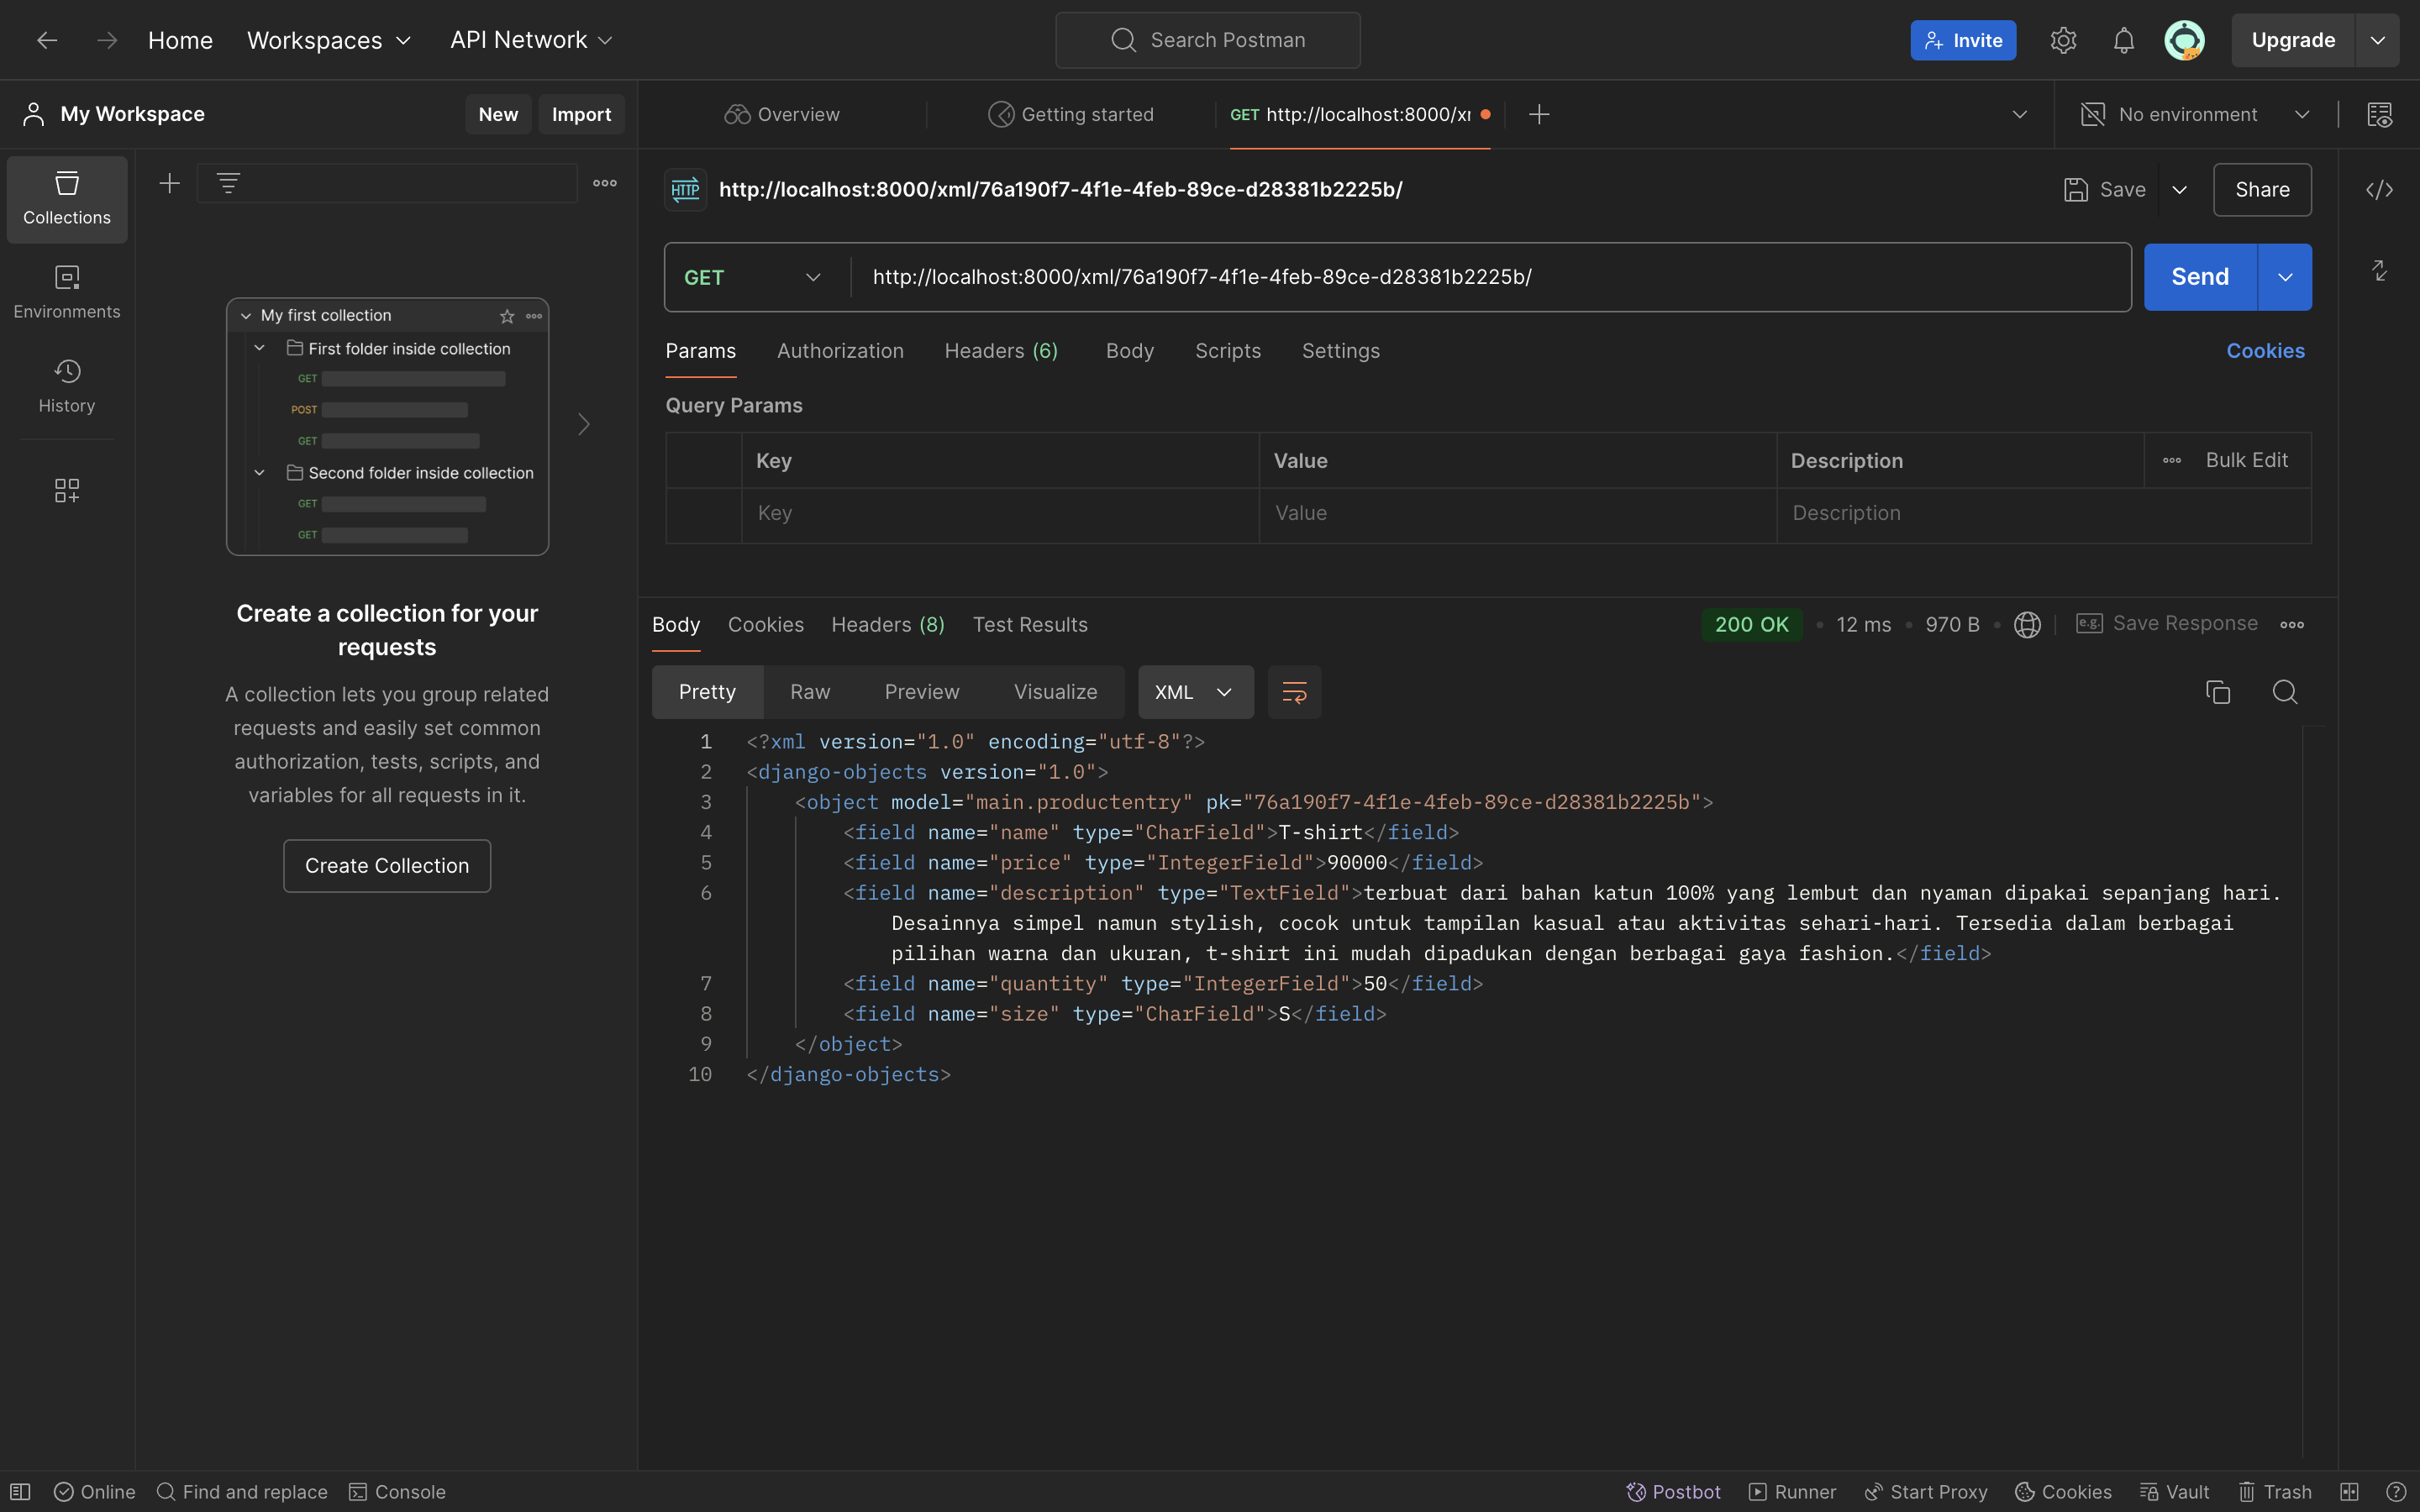 Home Workspaces API Network Search Postman Invite Upgrade
My Workspace New Import Overview Getting started GET http://localhost:8000/xr No environment
Collections
Environments
History
My first collection
First folder inside collection
GET
POST
GET
Second folder inside collection
GET
GET
Create a collection for your
requests
A collection lets you group related
requests and easily set common
authorization, tests, scripts, and
variables for all requests in it.
Create Collection
HTTP http://localhost:8000/xml/76a190f7-4f1e-4feb-89ce-d28381b2225b/ Save Share
GET http://localhost:8000/xml/76a190f7-4f1e-4feb-89ce-d28381b2225b/ Send
Params Authorization Headers (6) Body Scripts Settings Cookies
Query Params
Key Value Description Bulk Edit
Key Value Description
Body Cookies Headers (8) Test Results 200 OK 12 ms 970 B e.g. Save Response
Pretty Raw Preview Visualize XML
1 <?xml version="1.0" encoding="utf-8"?>
2 <django-objects version="1.0">
3 <object model="main.productentry" pk="76a190f7-4f1e-4feb-89ce-d28381b2225b">
4 <field name="name" type="CharField">T-shirt</field>
5 <field name="price" type="IntegerField">90000</field>
6 <field name="description" type="TextField">terbuat dari bahan katun 100% yang lembut dan nyaman dipakai sepanjang hari.
Desainnya simpel namun stylish, cocok untuk tampilan kasual atau aktivitas sehari-hari. Tersedia dalam berbagai
pilihan warna dan ukuran, t-shirt ini mudah dipadukan dengan berbagai gaya fashion.</field>
7 <field name="quantity" type="IntegerField">50</field>
8 <field name="size" type="CharField">S</field>
9 </object>
10 </django-objects>
Online Find and replace Console Postbot Runner Start Proxy Cookies Vault Trash